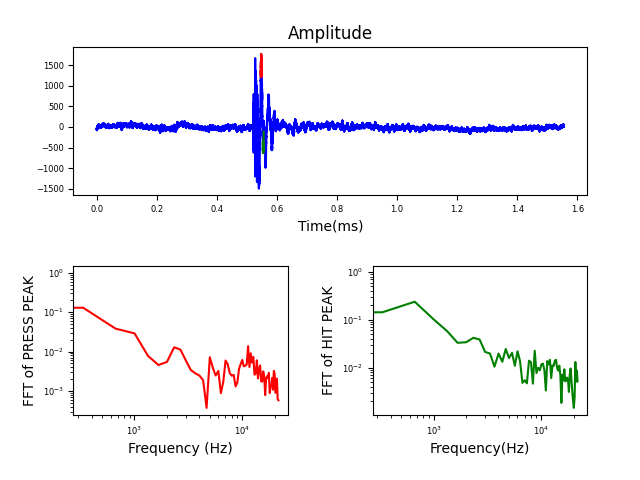 Amplitude
1500
1000
500
0
−500
−1000
−1500
0.0 0.2 0.4 0.6 0.8 1.0 1.2 1.4 1.6
Time(ms)
FFT of PRESS PEAK
10⁰
10⁻¹
10⁻²
10⁻³
10³ 10⁴
Frequency (Hz)
FFT of HIT PEAK
10⁰
10⁻¹
10⁻²
10³ 10⁴
Frequency(Hz)